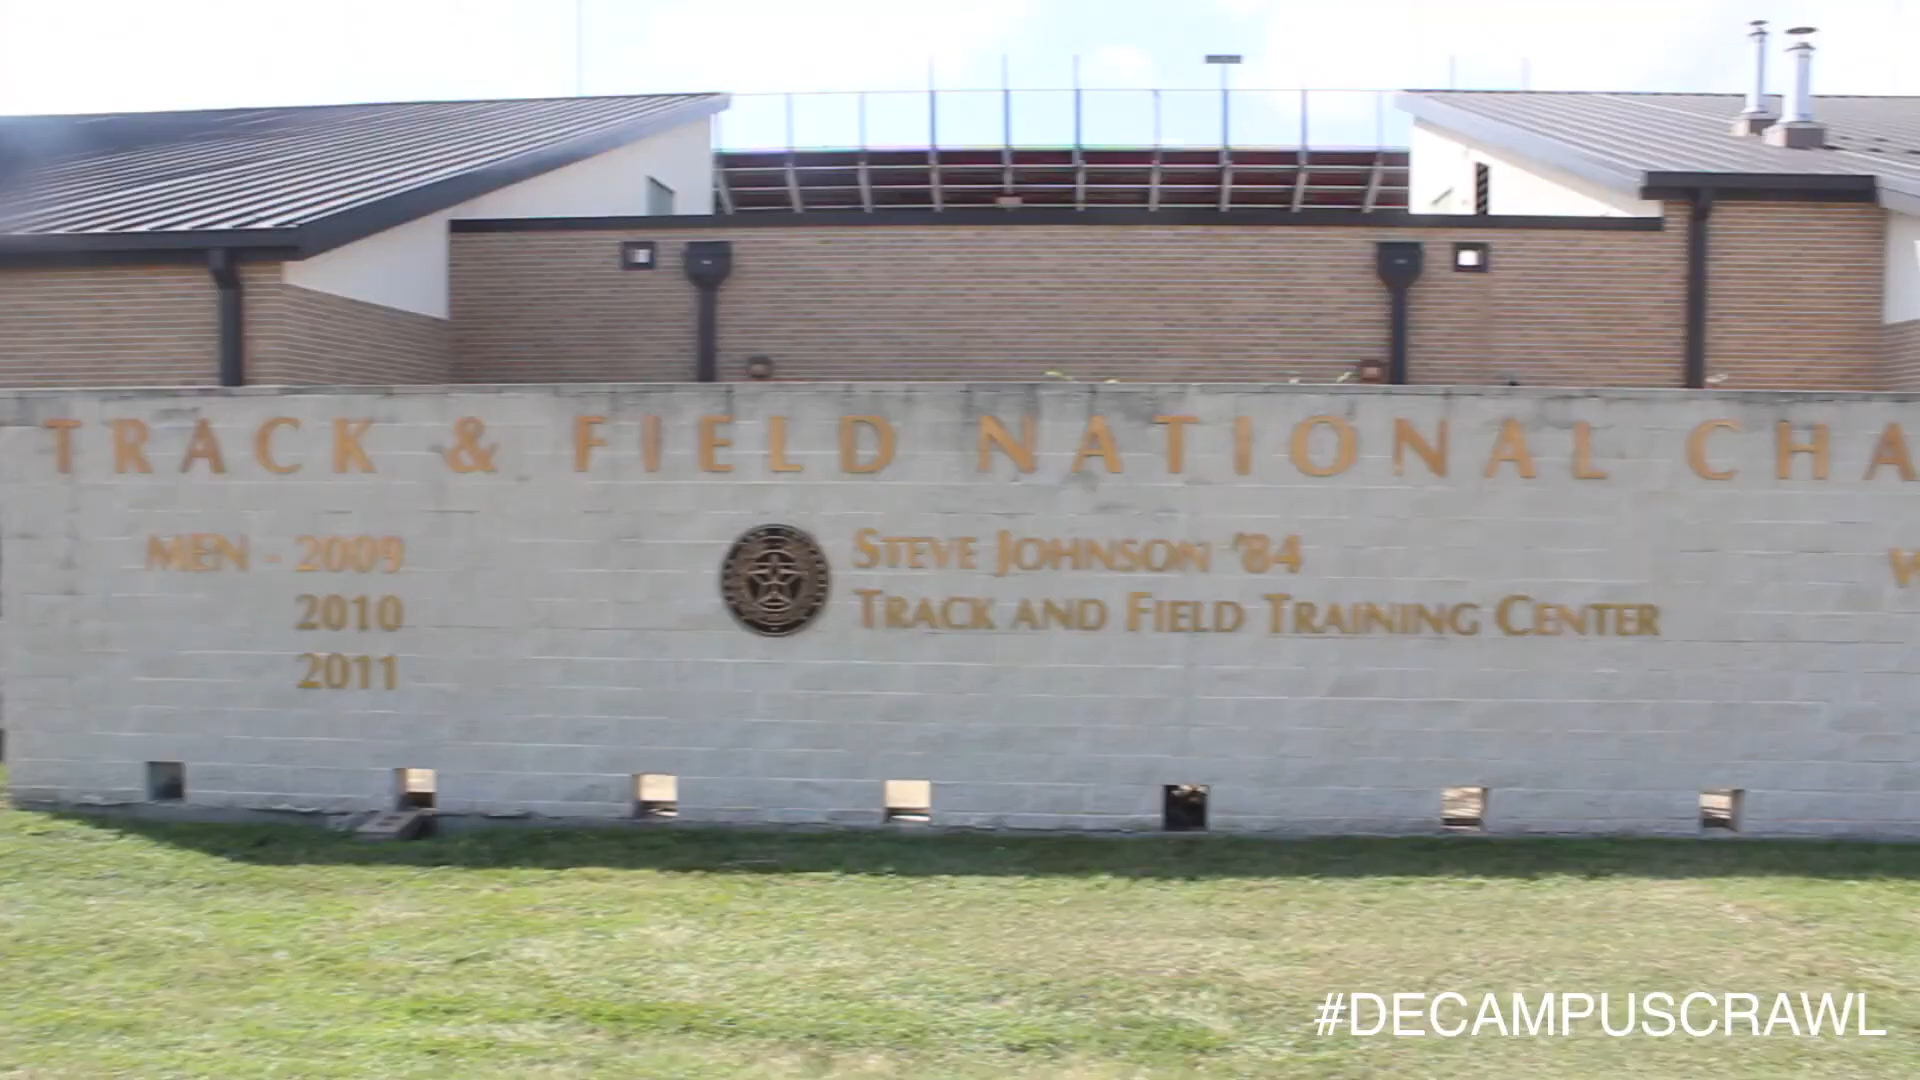 TRACK & FIELD NATIONAL CHA
MEN - 2009
2010
2011
STEVE JOHNSON '84
TRACK AND FIELD TRAINING CENTER
W
#DECAMPUSCRAWL